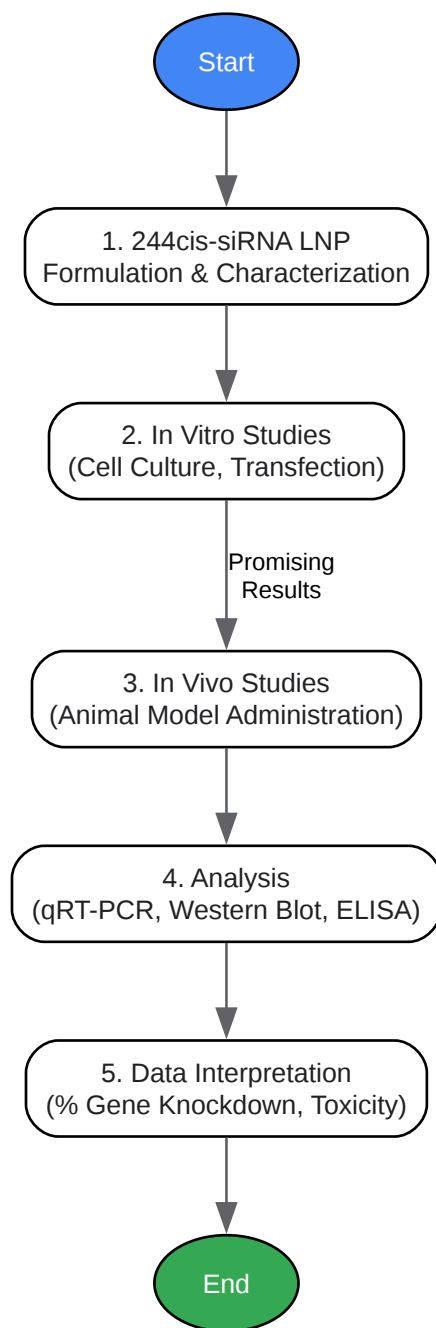 Start
1. 244cis-siRNA LNP
Formulation & Characterization
2. In Vitro Studies
(Cell Culture, Transfection)
Promising
Results
3. In Vivo Studies
(Animal Model Administration)
4. Analysis
(qRT-PCR, Western Blot, ELISA)
5. Data Interpretation
(% Gene Knockdown, Toxicity)
End